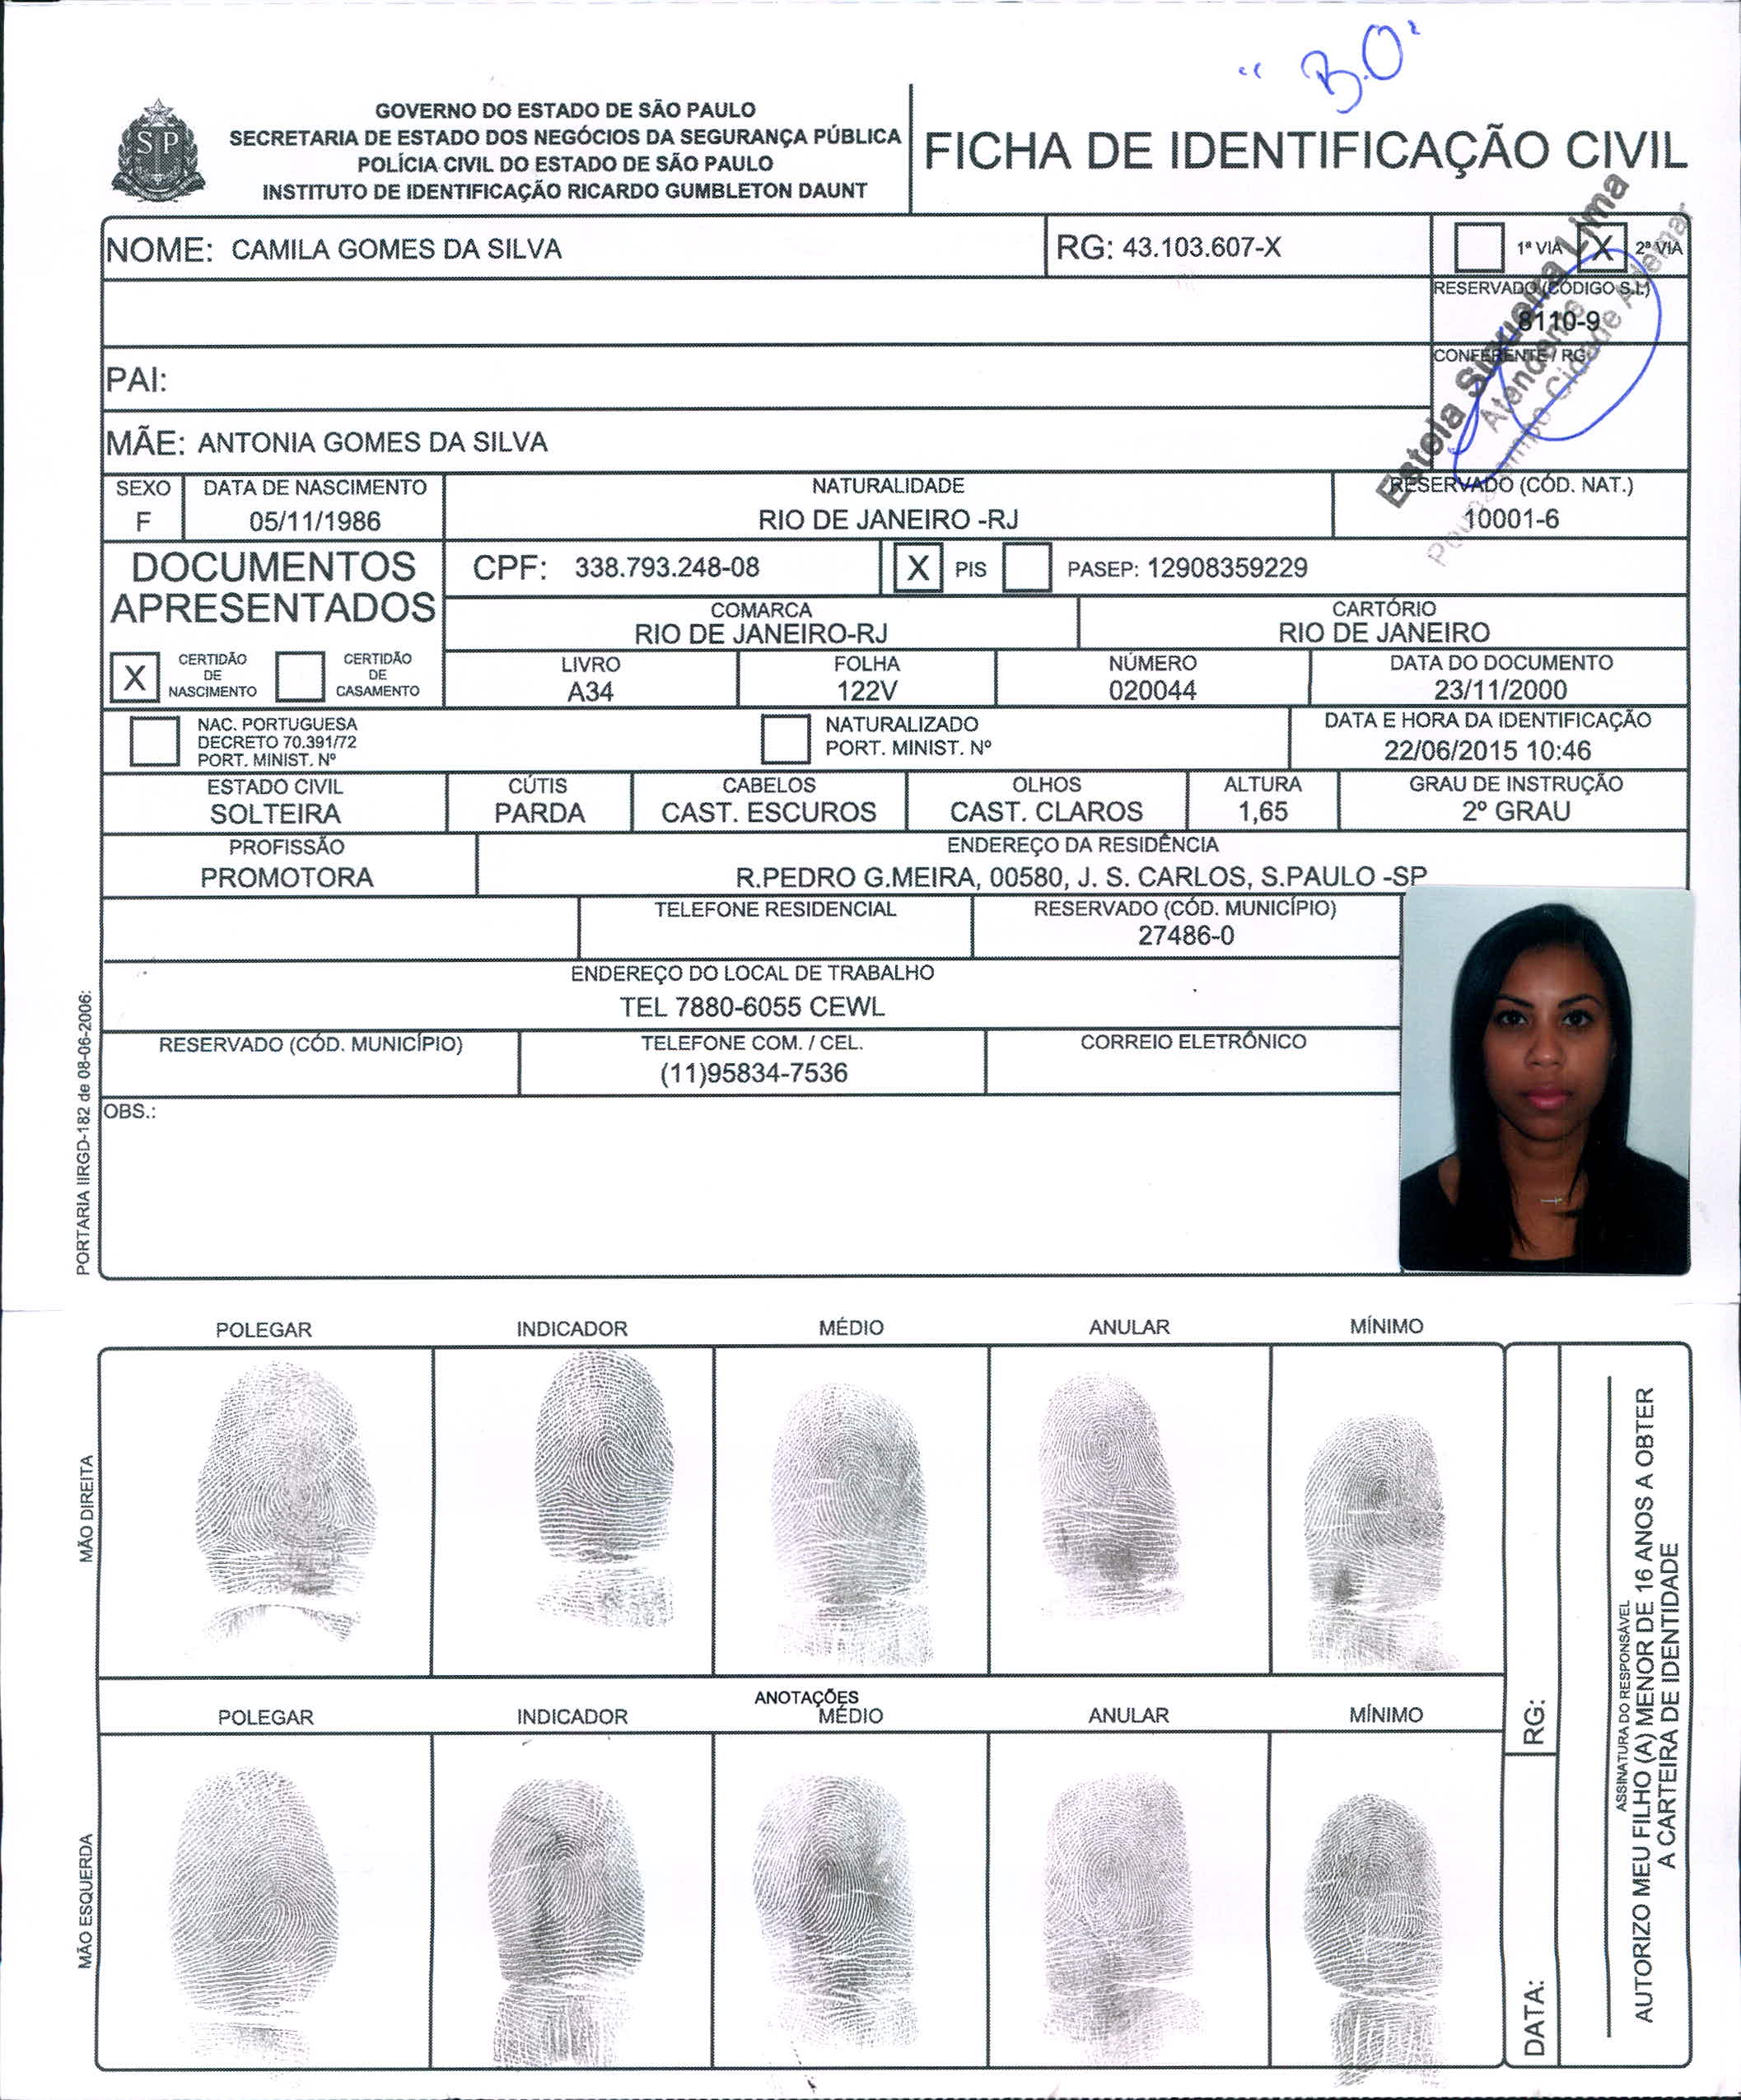 "B.O"
GOVERNO DO ESTADO DE SÃO PAULO
SECRETARIA DE ESTADO DOS NEGÓCIOS DA SEGURANÇA PÚBLICA
POLÍCIA CIVIL DO ESTADO DE SÃO PAULO
INSTITUTO DE IDENTIFICAÇÃO RICARDO GUMBLETON DAUNT
SP
FICHA DE IDENTIFICAÇÃO CIVIL
NOME: CAMILA GOMES DA SILVA
RG: 43.103.607-X
1ª VIA X 2ª VIA
RESERVADO (CÓDIGO S.I.)
8110-9
CONFERENTE / RG
Estela Siqueira Lima
Atendente
Cidade Ademar
PAI:
MÃE: ANTONIA GOMES DA SILVA
SEXO DATA DE NASCIMENTO NATURALIDADE RESERVADO (CÓD. NAT.)
F 05/11/1986 RIO DE JANEIRO -RJ 10001-6
DOCUMENTOS
APRESENTADOS
CPF: 338.793.248-08 X PIS PASEP: 12908359229
COMARCA CARTÓRIO
RIO DE JANEIRO-RJ RIO DE JANEIRO
X CERTIDÃO DE NASCIMENTO CERTIDÃO DE CASAMENTO
LIVRO FOLHA NÚMERO DATA DO DOCUMENTO
A34 122V 020044 23/11/2000
NAC. PORTUGUESA
DECRETO 70.391/72
PORT. MINIST. Nº
NATURALIZADO
PORT. MINIST. Nº
DATA E HORA DA IDENTIFICAÇÃO
22/06/2015 10:46
ESTADO CIVIL CÚTIS CABELOS OLHOS ALTURA GRAU DE INSTRUÇÃO
SOLTEIRA PARDA CAST. ESCUROS CAST. CLAROS 1,65 2º GRAU
PROFISSÃO ENDEREÇO DA RESIDÊNCIA
PROMOTORA R.PEDRO G.MEIRA, 00580, J. S. CARLOS, S.PAULO -SP
TELEFONE RESIDENCIAL RESERVADO (CÓD. MUNICÍPIO)
27486-0
ENDEREÇO DO LOCAL DE TRABALHO
TEL 7880-6055 CEWL
RESERVADO (CÓD. MUNICÍPIO) TELEFONE COM. / CEL. CORREIO ELETRÔNICO
(11)95834-7536
OBS.:
PORTARIA IIRGD-182 de 08-06-2006:
POLEGAR INDICADOR MÉDIO ANULAR MÍNIMO
MÃO DIREITA
ANOTAÇÕES
POLEGAR INDICADOR MÉDIO ANULAR MÍNIMO
MÃO ESQUERDA
RG:
DATA:
ASSINATURA DO RESPONSÁVEL
AUTORIZO MEU FILHO (A) MENOR DE 16 ANOS A OBTER
A CARTEIRA DE IDENTIDADE